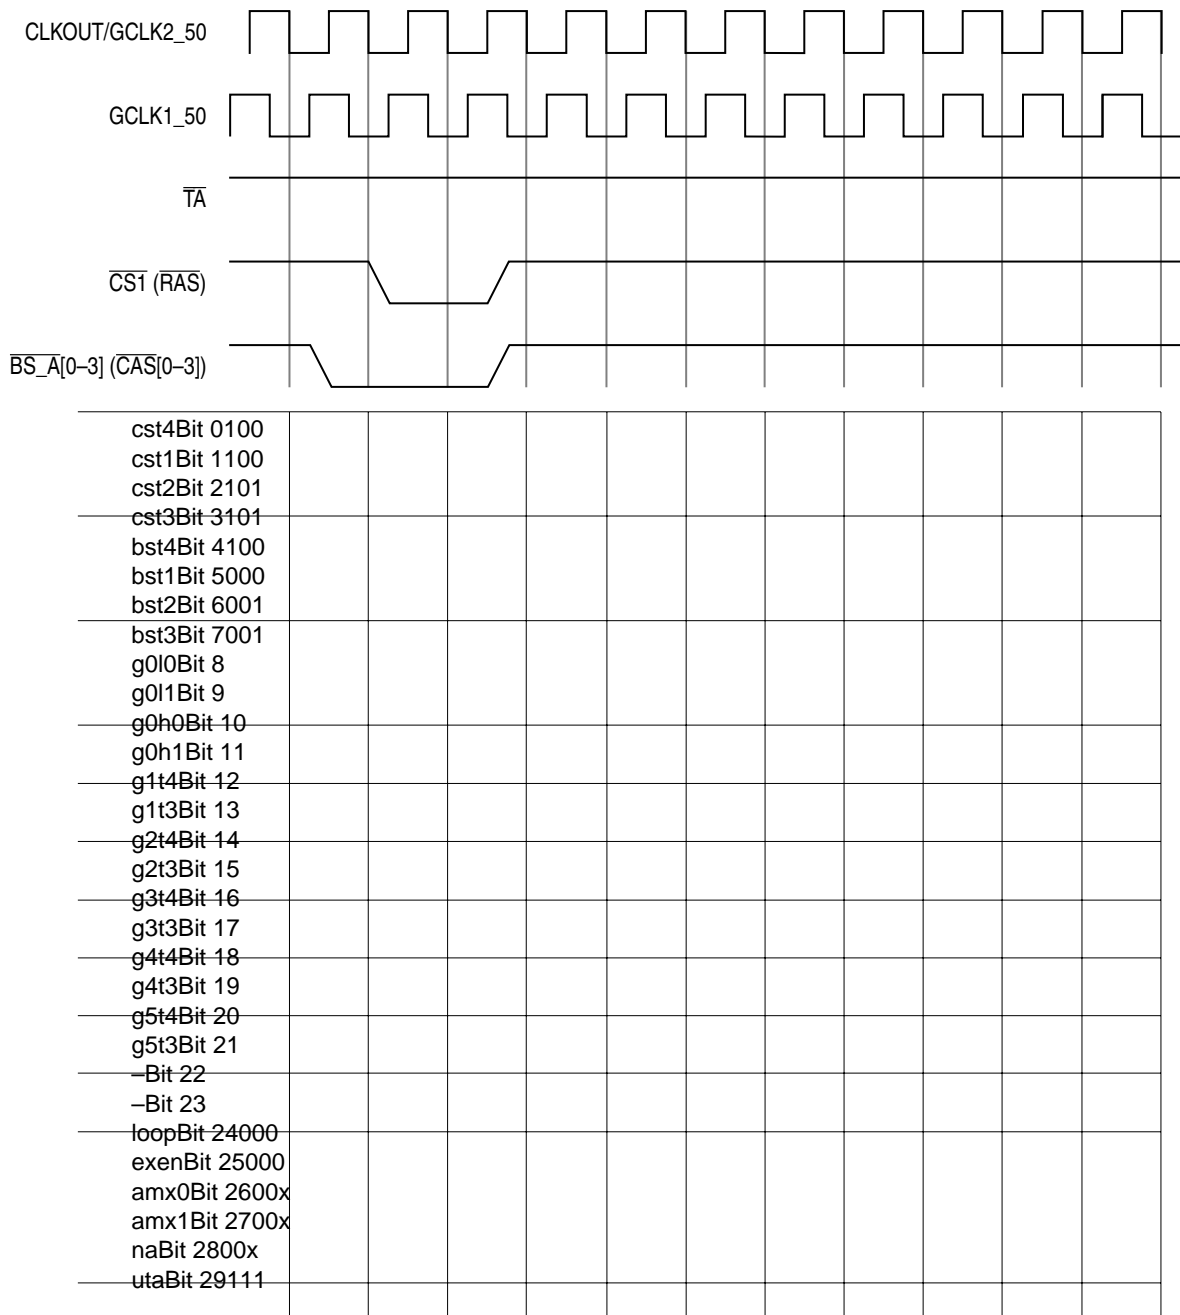 CLKOUT/GCLK2_50
GCLK1_50
TA
CS1 (RAS)
BS_A[0–3] (CAS[0–3])
cst4Bit 0100
cst1Bit 1100
cst2Bit 2101
cst3Bit 3101
bst4Bit 4100
bst1Bit 5000
bst2Bit 6001
bst3Bit 7001
g0l0Bit 8
g0l1Bit 9
g0h0Bit 10
g0h1Bit 11
g1t4Bit 12
g1t3Bit 13
g2t4Bit 14
g2t3Bit 15
g3t4Bit 16
g3t3Bit 17
g4t4Bit 18
g4t3Bit 19
g5t4Bit 20
g5t3Bit 21
–Bit 22
–Bit 23
loopBit 24000
exenBit 25000
amx0Bit 2600x
amx1Bit 2700x
naBit 2800x
utaBit 29111